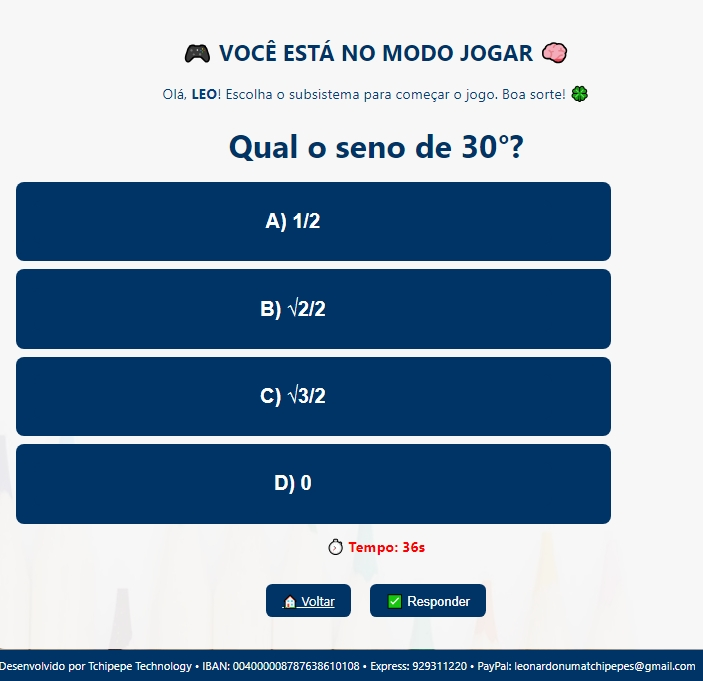 🎮 VOCÊ ESTÁ NO MODO JOGAR 🧠
Olá, LEO! Escolha o subsistema para começar o jogo. Boa sorte! 🍀
Qual o seno de 30°?
A) 1/2
B) √2/2
C) √3/2
D) 0
⏱ Tempo: 36s
🏠 Voltar
✅ Responder
Desenvolvido por Tchipepe Technology • IBAN: 004000008787638610108 • Express: 929311220 • PayPal: leonardonumatchipepes@gmail.com